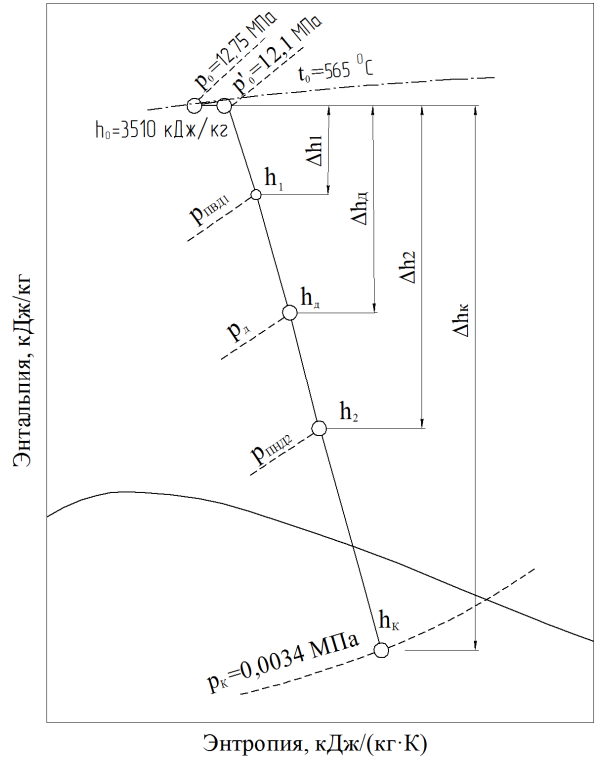 p₀=12,75 МПа
p₀'=12,1 МПа
t₀=565 ⁰C
h₀=3510 кДж/кг
Δh1
h₁
pПВД1
Δhд
hд
pд
Δh2
h₂
pПНД2
Δhк
hК
pК=0,0034 МПа
Энтальпия, кДж/кг
Энтропия, кДж/(кг·К)